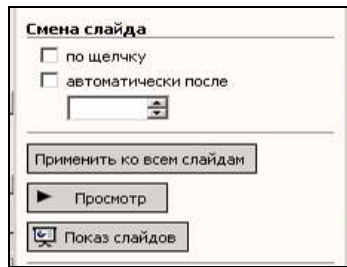 Смена слайда
по щелчку
автоматически после
Применить ко всем слайдам
Просмотр
Показ слайдов